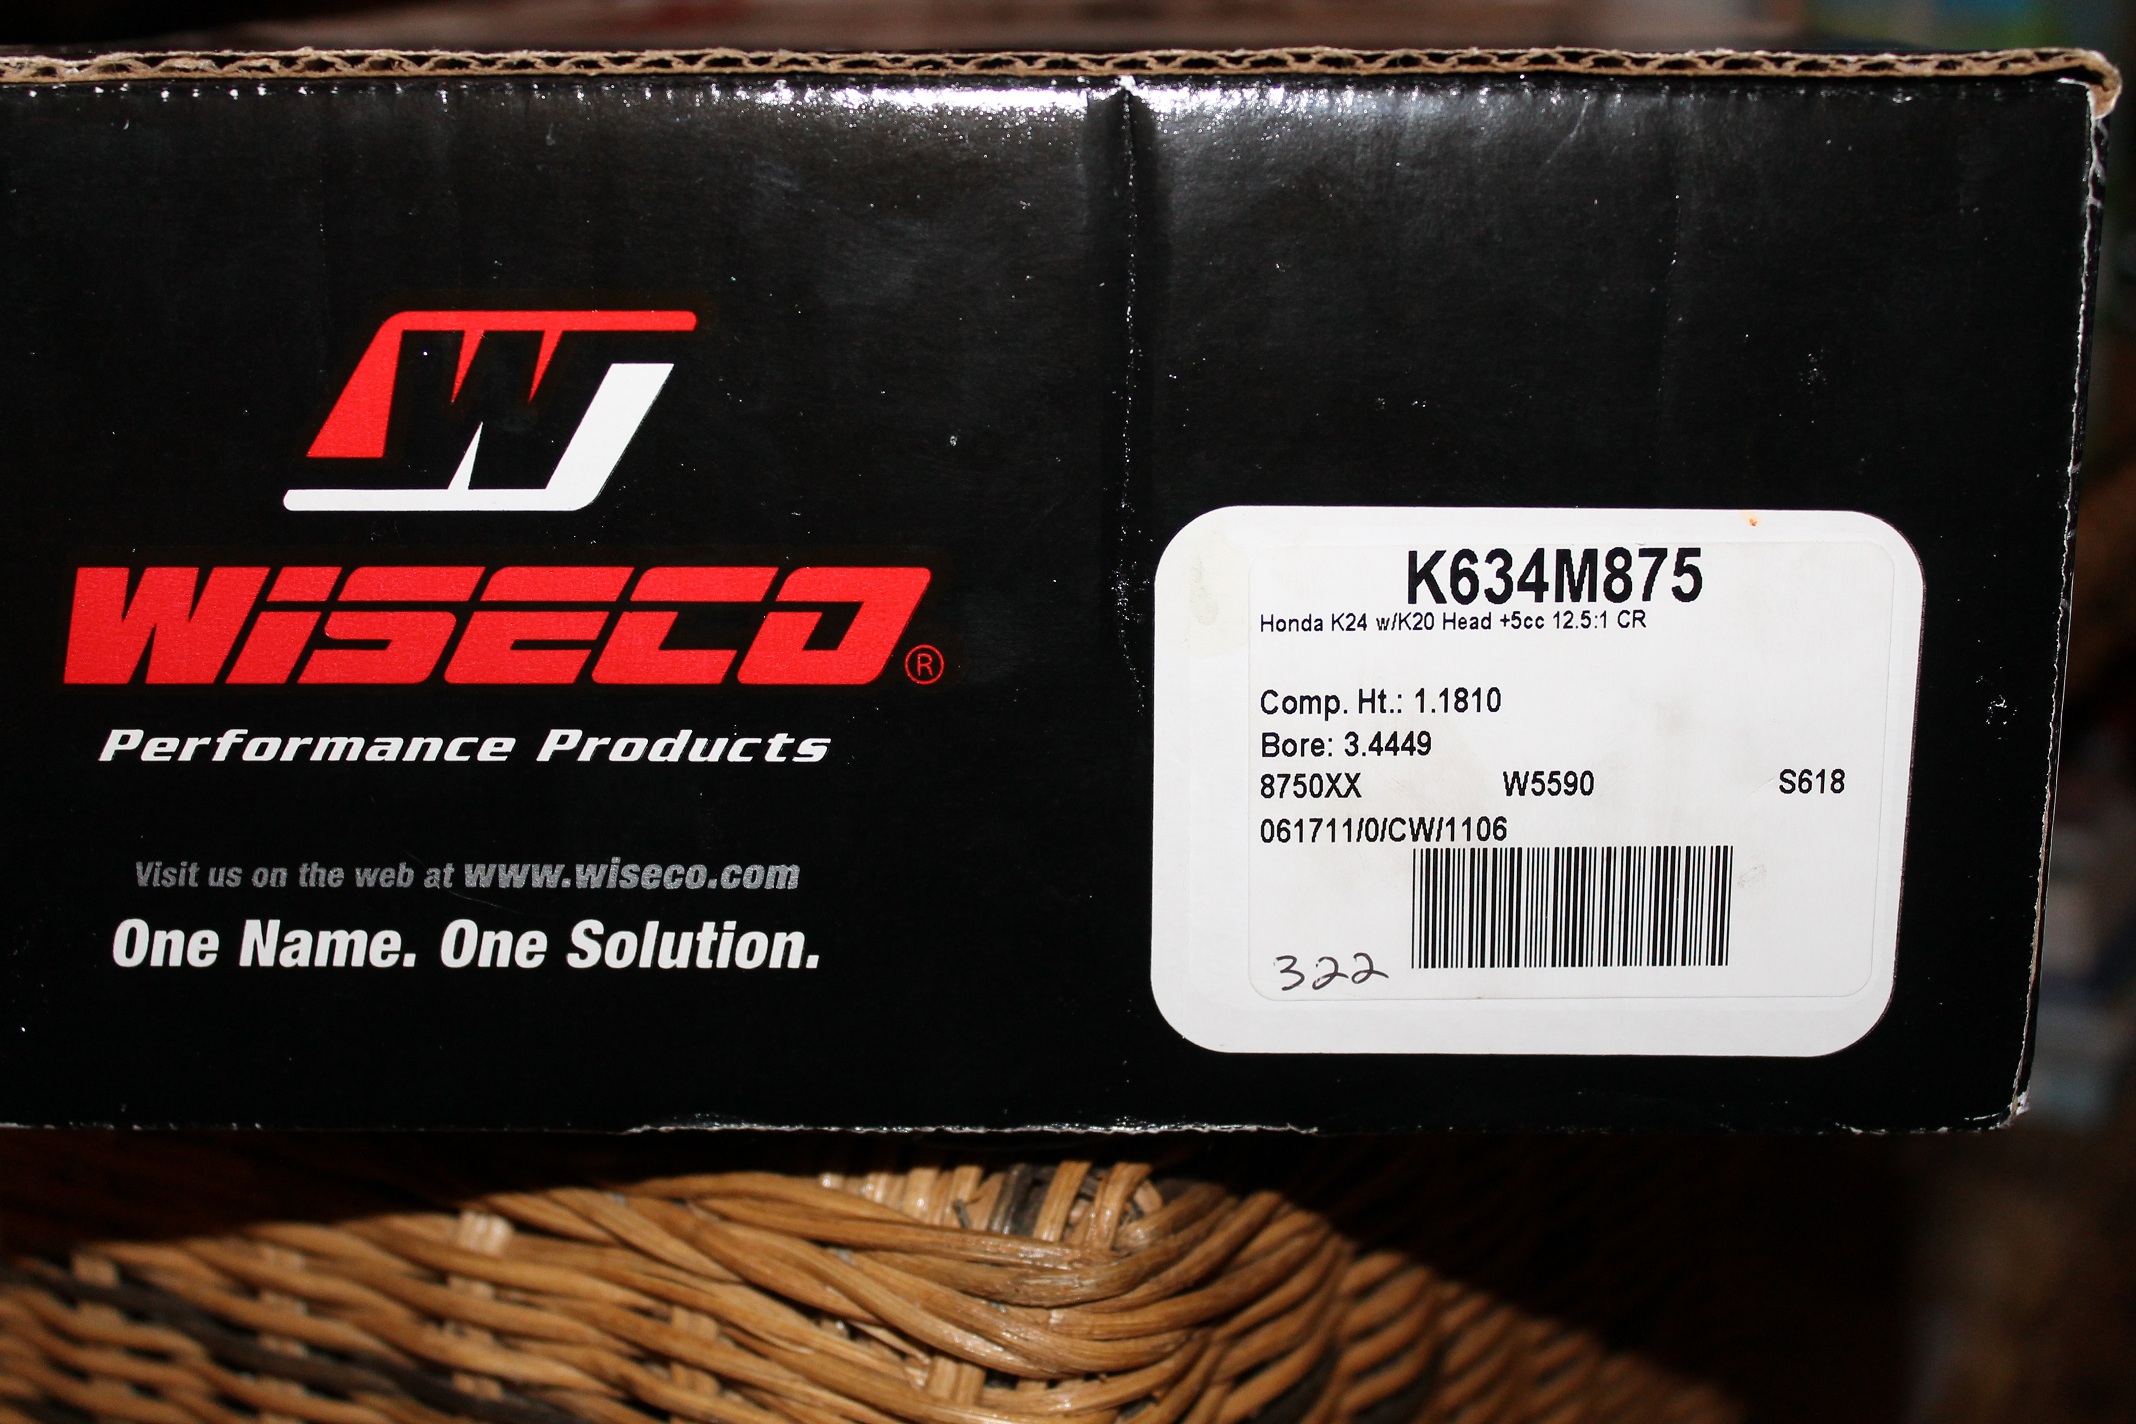 W
WISECO®
Performance Products
Visit us on the web at www.wiseco.com
One Name. One Solution.
K634M875
Honda K24 w/K20 Head +5cc 12.5:1 CR
Comp. Ht.: 1.1810
Bore: 3.4449
8750XX W5590 S618
061711/0/CW/1106
322